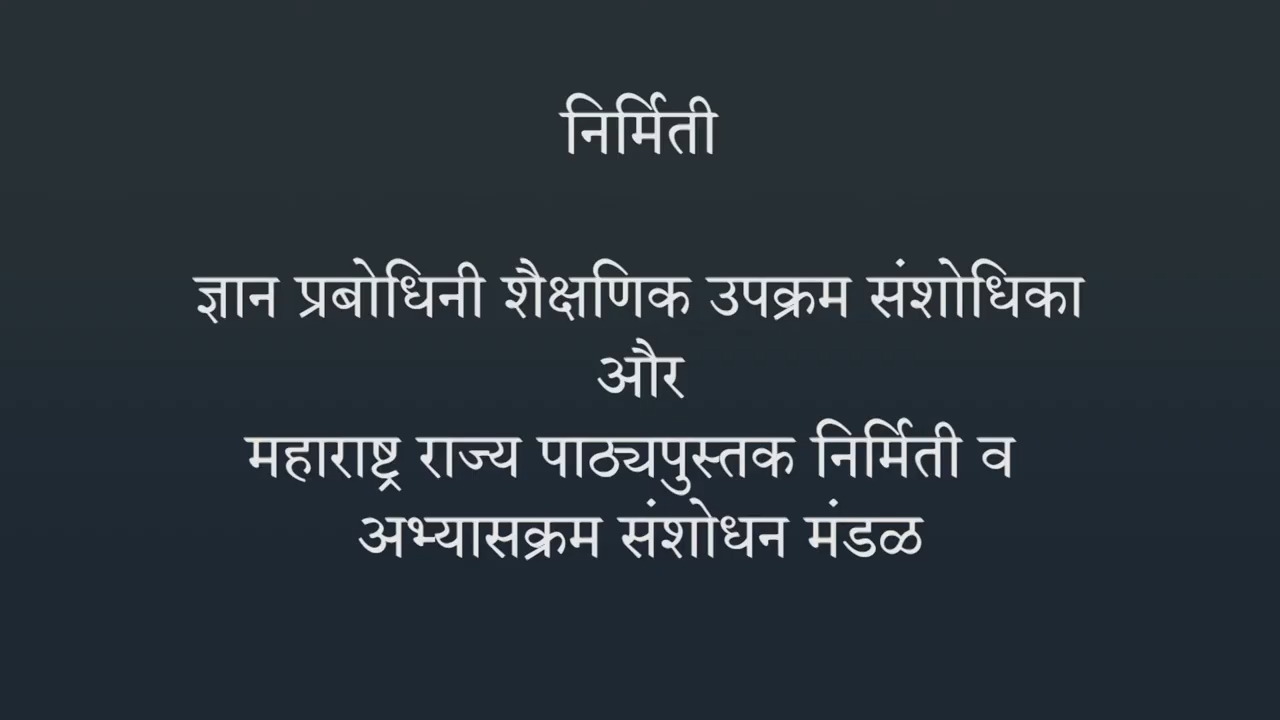 निर्मिती
ज्ञान प्रबोधिनी शैक्षणिक उपक्रम संशोधिका
और
महाराष्ट्र राज्य पाठ्यपुस्तक निर्मिती व
अभ्यासक्रम संशोधन मंडळ